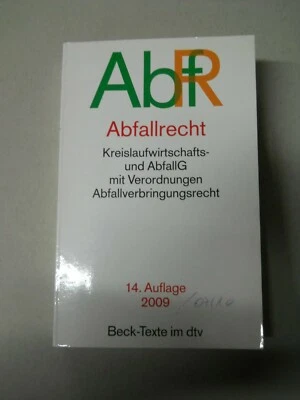 AbfR
Abfallrecht
Kreislaufwirtschafts-
und AbfallG
mit Verordnungen
Abfallverbringungsrecht
14. Auflage
2009
Beck-Texte im dtv